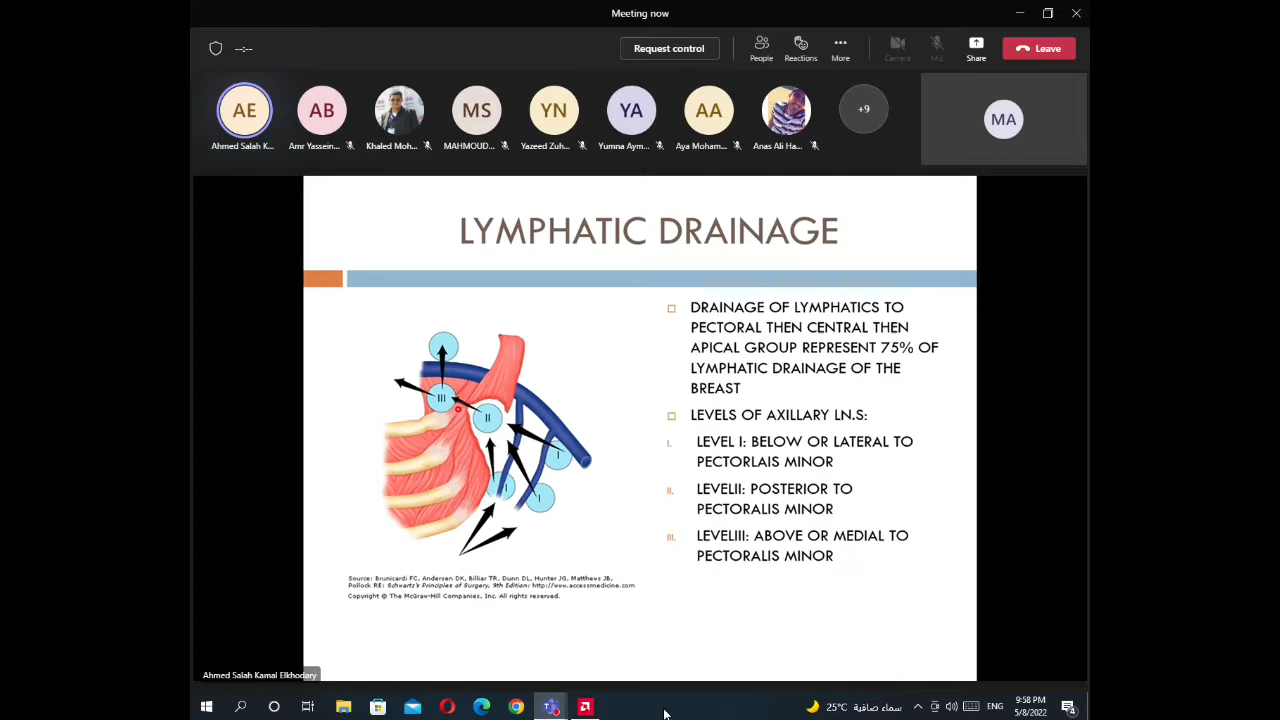 Meeting now
--:--
Request control
People
Reactions
More
Camera
Mic
Share
Leave
AE
AB
MS
YN
YA
AA
+9
MA
Ahmed Salah K...
Amr Yassein...
Khaled Moh...
MAHMOUD...
Yazeed Zuh...
Yumna Aym...
Aya Moham...
Anas Ali Ha...
LYMPHATIC DRAINAGE
DRAINAGE OF LYMPHATICS TO
PECTORAL THEN CENTRAL THEN
APICAL GROUP REPRESENT 75% OF
LYMPHATIC DRAINAGE OF THE
BREAST
LEVELS OF AXILLARY LN.S:
I. LEVEL I: BELOW OR LATERAL TO
PECTORLAIS MINOR
II. LEVELII: POSTERIOR TO
PECTORALIS MINOR
III. LEVELIII: ABOVE OR MEDIAL TO
PECTORALIS MINOR
III
II
I
I
I
Source: Brunicardi FC, Andersen DK, Billiar TR, Dunn DL, Hunter JG, Matthews JB,
Pollock RE: Schwartz's Principles of Surgery, 9th Edition: http://www.accessmedicine.com
Copyright © The McGraw-Hill Companies, Inc. All rights reserved.
Ahmed Salah Kamal Elkhodary
25°C سماء صافية
ENG
9:58 PM
5/8/2022
4